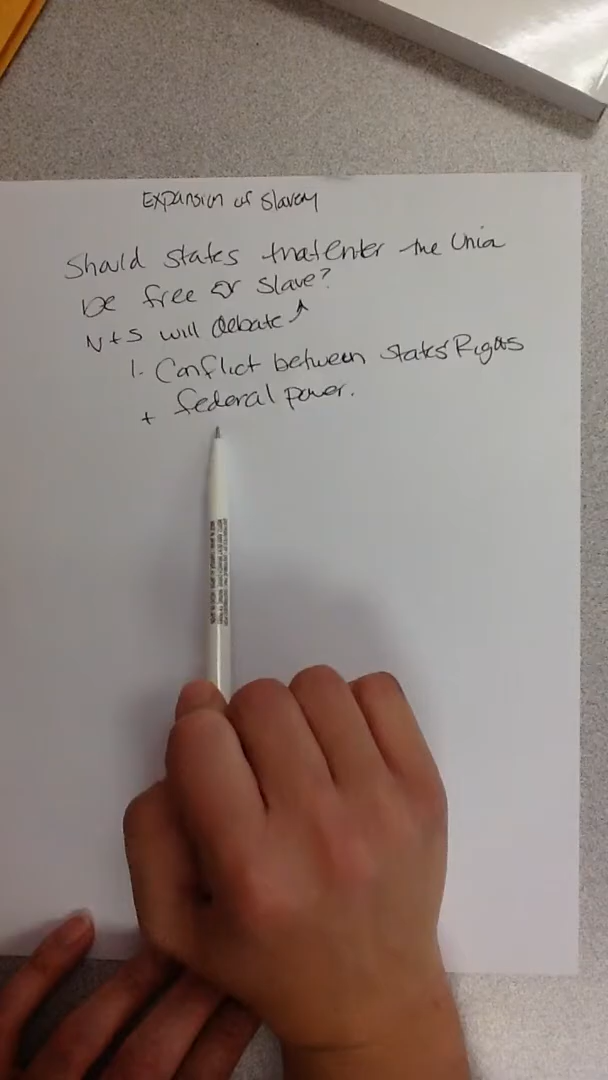 Expansion of Slavery
Should states that enter the Union
be free or Slave?
N + S will debate
1. Conflict between States' Rights
+ federal power.